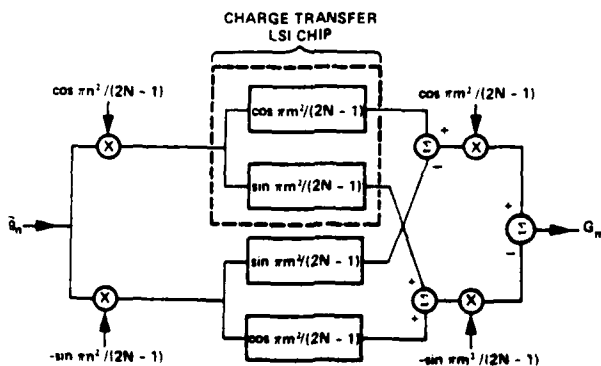 CHARGE TRANSFER
LSI CHIP
cos πn²/(2N - 1)
cos πm²/(2N - 1)
cos πm²/(2N - 1)
X
Σ
+
-
X
sin πm²/(2N - 1)
+
g̃n
Σ
Gn
-
sin πm²/(2N - 1)
X
+
Σ
+
X
cos πm²/(2N - 1)
-sin πn²/(2N - 1)
-sin πm²/(2N - 1)